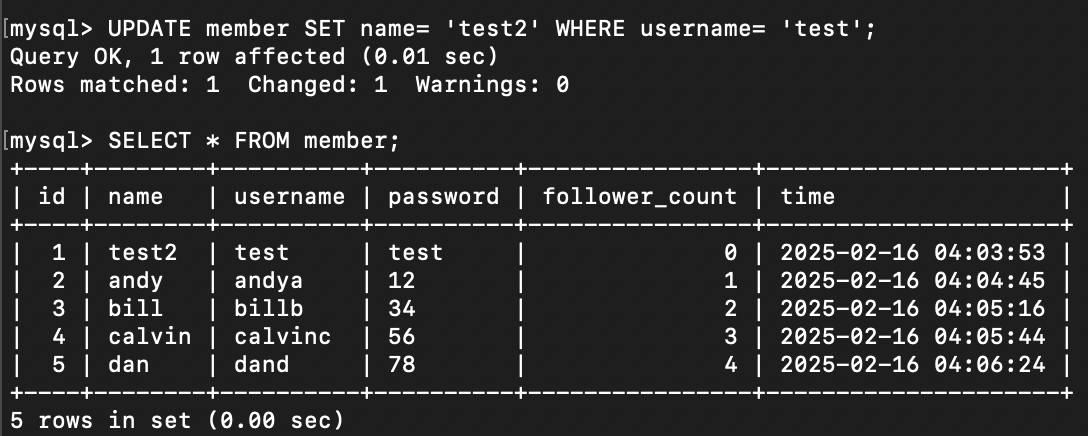 [mysql> UPDATE member SET name= 'test2' WHERE username= 'test';
Query OK, 1 row affected (0.01 sec)
Rows matched: 1  Changed: 1  Warnings: 0

[mysql> SELECT * FROM member;
+----+---------+----------+----------+----------------+---------------------+
| id | name    | username | password | follower_count | time                |
+----+---------+----------+----------+----------------+---------------------+
|  1 | test2   | test     | test     |              0 | 2025-02-16 04:03:53 |
|  2 | andy    | andya    | 12       |              1 | 2025-02-16 04:04:45 |
|  3 | bill    | billb    | 34       |              2 | 2025-02-16 04:05:16 |
|  4 | calvin  | calvinc  | 56       |              3 | 2025-02-16 04:05:44 |
|  5 | dan     | dand     | 78       |              4 | 2025-02-16 04:06:24 |
+----+---------+----------+----------+----------------+---------------------+
5 rows in set (0.00 sec)